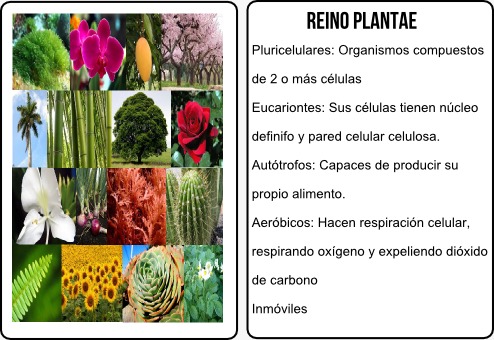 REINO PLANTAE
Pluricelulares: Organismos compuestos
de 2 o más células
Eucariontes: Sus células tienen núcleo
definifo y pared celular celulosa.
Autótrofos: Capaces de producir su
propio alimento.
Aeróbicos: Hacen respiración celular,
respirando oxígeno y expeliendo dióxido
de carbono
Inmóviles